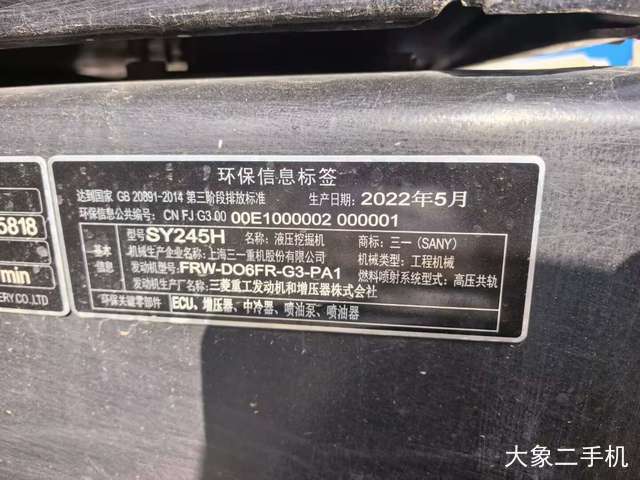 环保信息标签
达到国家 GB 20891-2014 第三阶段排放标准 生产日期: 2022年5月
环保信息公共编号: CN FJ G3.00 00E1000002 000001
基本 型号 SY245H 名称: 液压挖掘机 商标: 三一 (SANY)
机械生产企业名称: 上海三一重机股份有限公司 机械类型: 工程机械
信息 发动机型号: FRW-DO6FR-G3-PA1 燃料喷射系统型式: 高压共轨
发动机生产厂名称: 三菱重工发动机和增压器株式会社
环保关键零部件 ECU, 增压器、中冷器、喷油泵、喷油器
5818
/min
ERY CO.,LTD
大象二手机